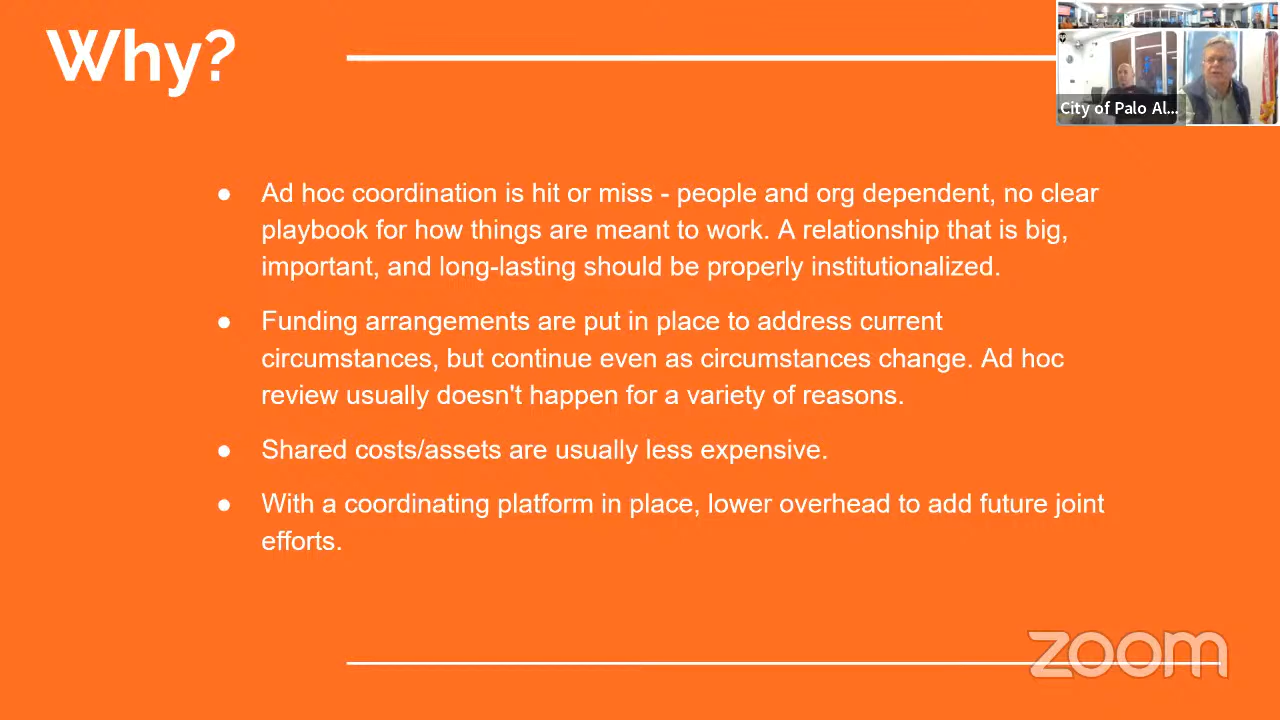 Why?
City of Palo Al...
● Ad hoc coordination is hit or miss - people and org dependent, no clear
playbook for how things are meant to work. A relationship that is big,
important, and long-lasting should be properly institutionalized.
● Funding arrangements are put in place to address current
circumstances, but continue even as circumstances change. Ad hoc
review usually doesn't happen for a variety of reasons.
● Shared costs/assets are usually less expensive.
● With a coordinating platform in place, lower overhead to add future joint
efforts.
zoom